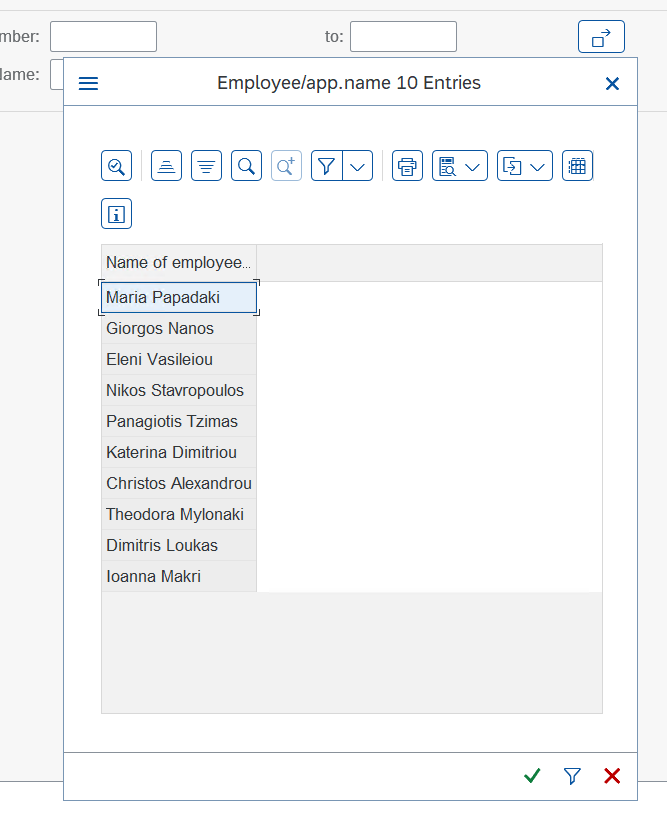 mber:
to:
lame:
Employee/app.name 10 Entries
Name of employee...
Maria Papadaki
Giorgos Nanos
Eleni Vasileiou
Nikos Stavropoulos
Panagiotis Tzimas
Katerina Dimitriou
Christos Alexandrou
Theodora Mylonaki
Dimitris Loukas
Ioanna Makri